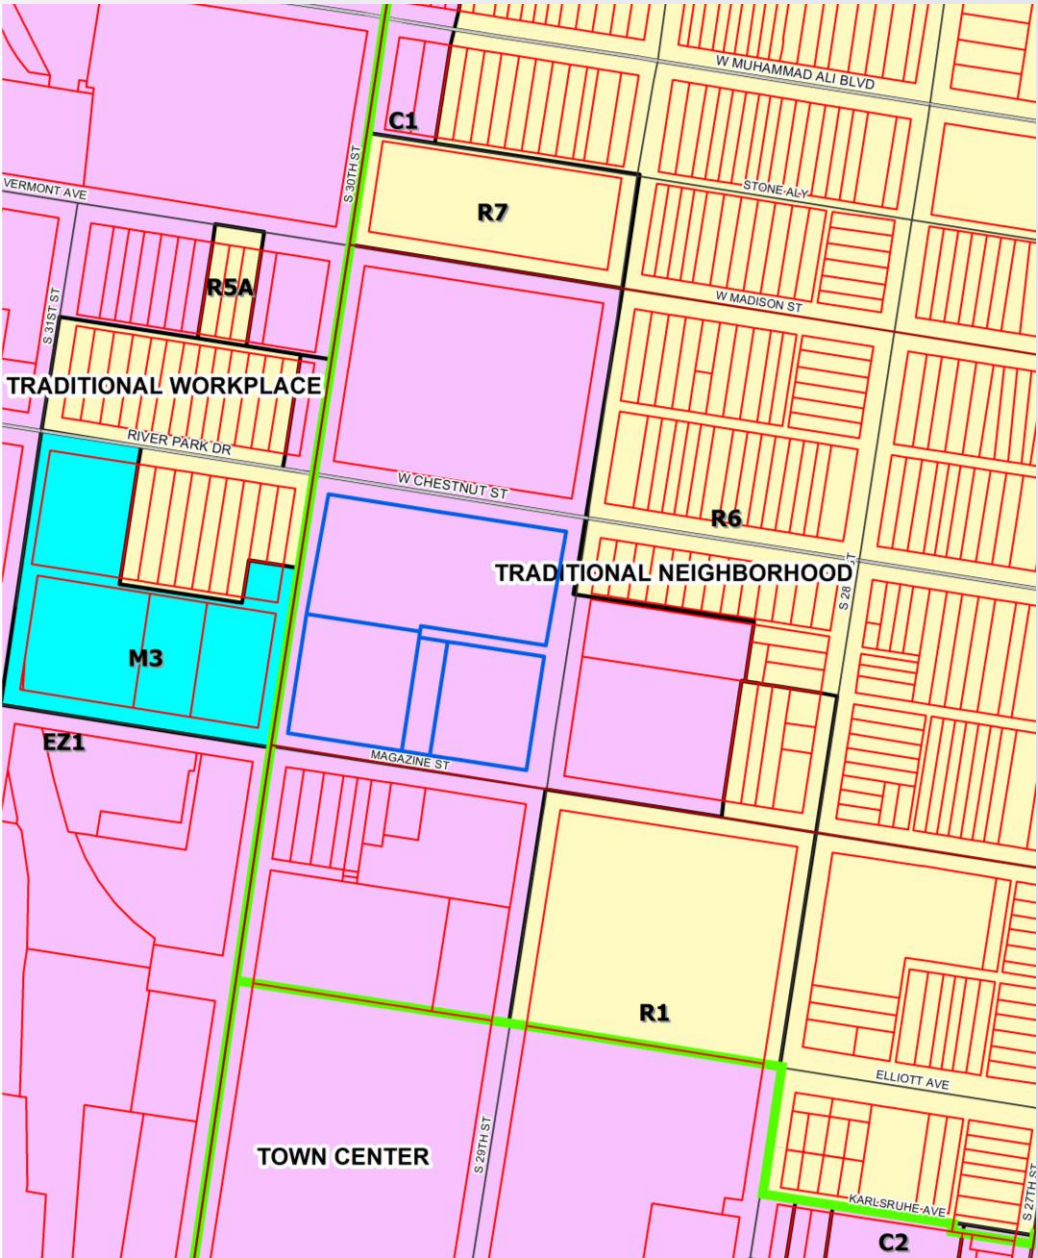 W MUHAMMAD ALI BLVD
C1
S 30TH ST
VERMONT AVE
STONE ALY
R7
R5A
W MADISON ST
S 31ST ST
TRADITIONAL WORKPLACE
RIVER PARK DR
W CHESTNUT ST
R6
TRADITIONAL NEIGHBORHOOD
S 28 ST
M3
EZ1
MAGAZINE ST
R1
ELLIOTT AVE
S 29TH ST
TOWN CENTER
S 27TH ST
KARLSRUHE AVE
C2